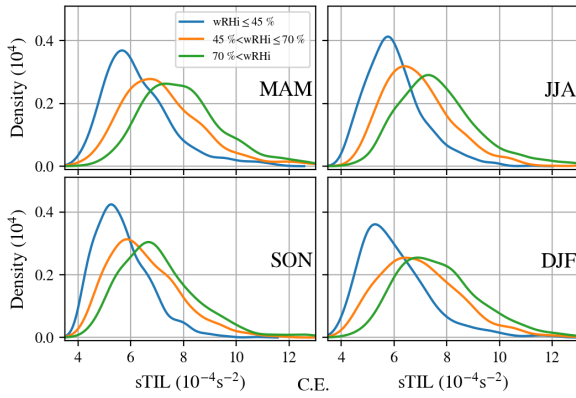 wRHi ≤ 45 %
45 %<wRHi ≤ 70 %
70 %<wRHi
Density (10⁴)
0.4
0.2
0.0
MAM
JJA
Density (10⁴)
0.4
0.2
0.0
SON
DJF
4 6 8 10 12
4 6 8 10 12
sTIL (10⁻⁴s⁻²)
C.E.
sTIL (10⁻⁴s⁻²)